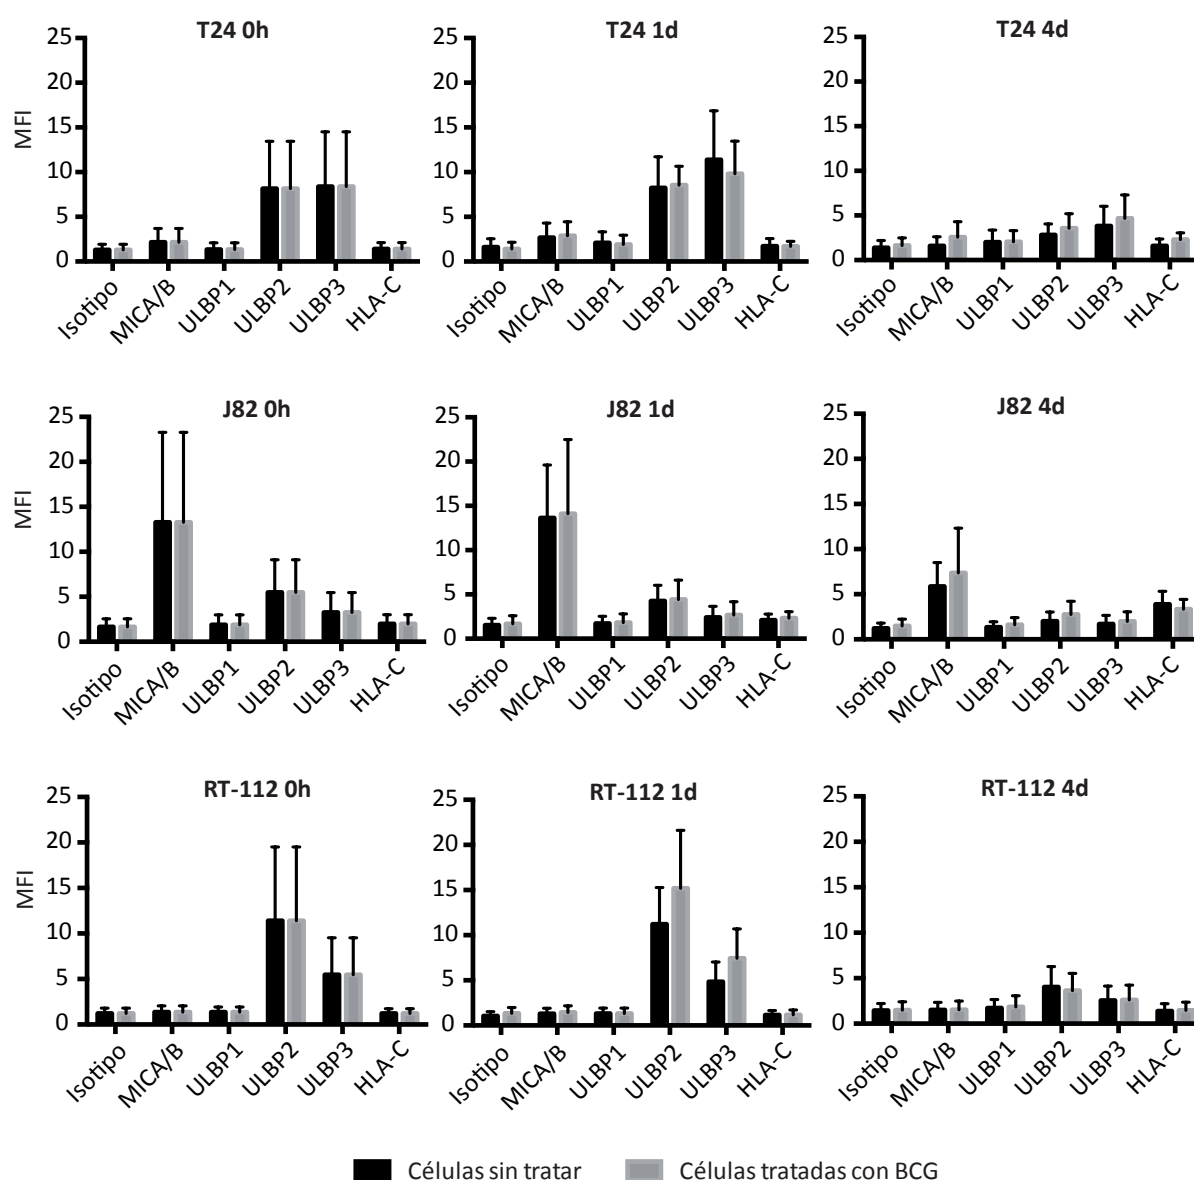 T24 0h
MFI
25
20
15
10
5
0
Isotipo
MICA/B
ULBP1
ULBP2
ULBP3
HLA-C
T24 1d
25
20
15
10
5
0
Isotipo
MICA/B
ULBP1
ULBP2
ULBP3
HLA-C
T24 4d
25
20
15
10
5
0
Isotipo
MICA/B
ULBP1
ULBP2
ULBP3
HLA-C
J82 0h
MFI
25
20
15
10
5
0
Isotipo
MICA/B
ULBP1
ULBP2
ULBP3
HLA-C
J82 1d
25
20
15
10
5
0
Isotipo
MICA/B
ULBP1
ULBP2
ULBP3
HLA-C
J82 4d
25
20
15
10
5
0
Isotipo
MICA/B
ULBP1
ULBP2
ULBP3
HLA-C
RT-112 0h
MFI
25
20
15
10
5
0
Isotipo
MICA/B
ULBP1
ULBP2
ULBP3
HLA-C
RT-112 1d
25
20
15
10
5
0
Isotipo
MICA/B
ULBP1
ULBP2
ULBP3
HLA-C
RT-112 4d
25
20
15
10
5
0
Isotipo
MICA/B
ULBP1
ULBP2
ULBP3
HLA-C
Células sin tratar
Células tratadas con BCG